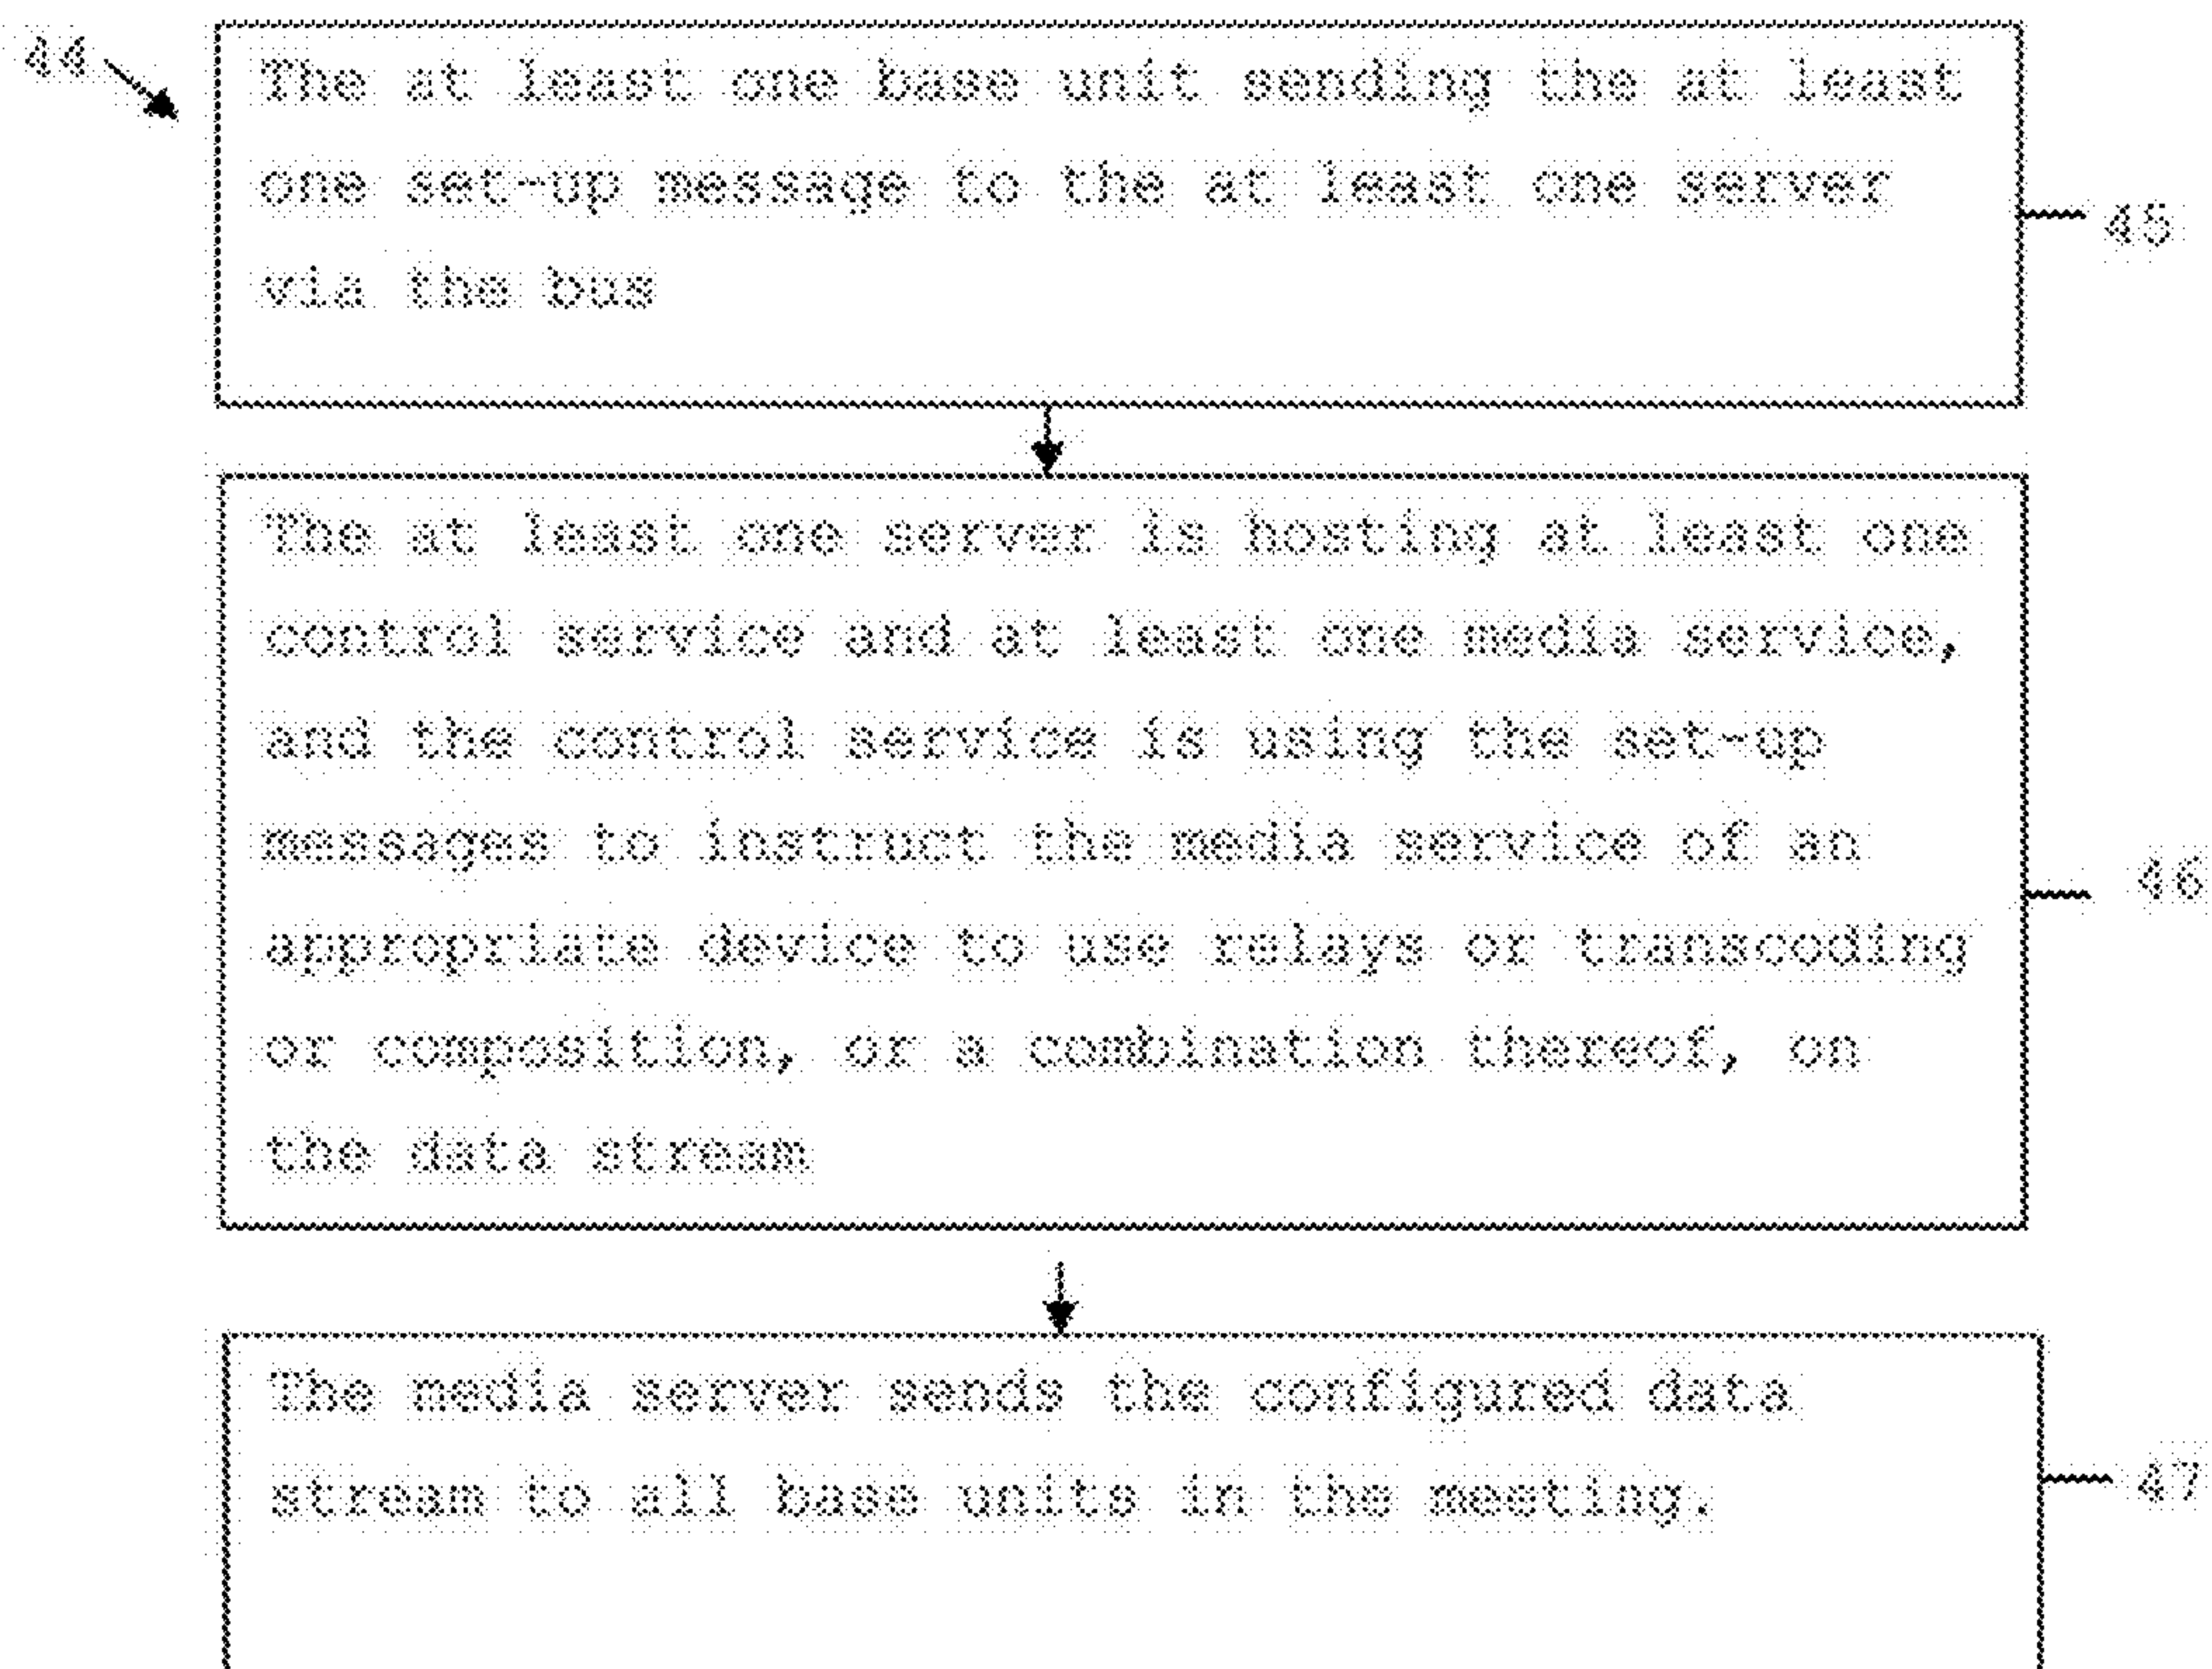 44
The at least one base unit sending the at least
one set-up message to the at least one server
via the bus
45
The at least one server is hosting at least one
control service and at least one media service,
and the control service is using the set-up
messages to instruct the media service of an
appropriate device to use relays or transcoding
or composition, or a combination thereof, on
the data stream
46
The media server sends the configured data
stream to all base units in the meeting.
47